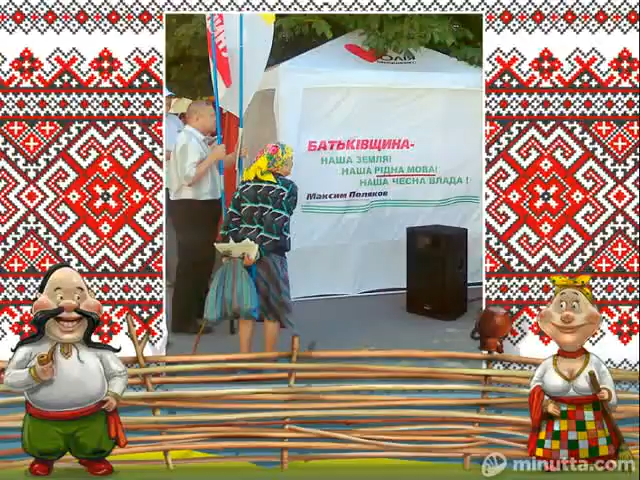 БАТЬКІВЩИНА-
НАША ЗЕМЛЯ!
НАША РІДНА МОВА!
НАША ЧЕСНА ВЛАДА !
Максим Поляков
minutta.com